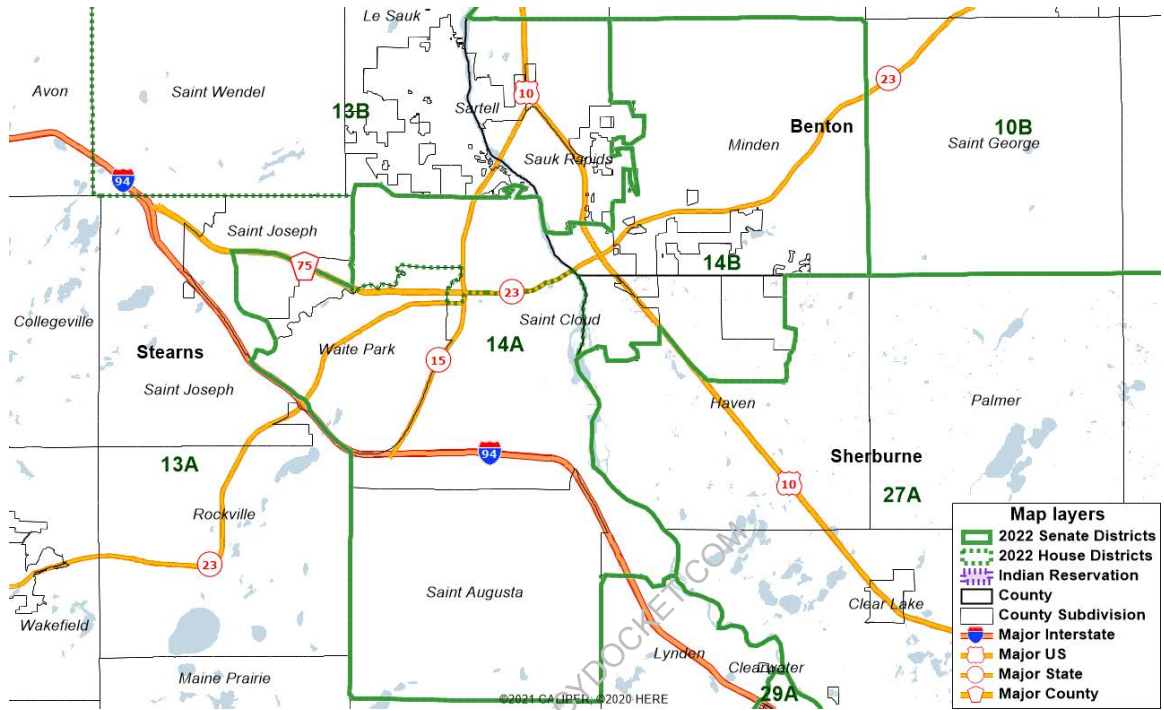 Le Sauk
Avon
Saint Wendel
10
23
13B
Sartell
Benton
10B
Minden
Saint George
Sauk Rapids
94
Saint Joseph
75
14B
23
Collegeville
Saint Cloud
Stearns
Waite Park
14A
15
Saint Joseph
Haven
Palmer
94
13A
Sherburne
10
27A
Rockville
23
Saint Augusta
Clear Lake
Wakefield
Lynden
Maine Prairie
29A
CYDOCKET.COM
©2021 CALIPER; ©2020 HERE
Map layers
2022 Senate Districts
2022 House Districts
Indian Reservation
County
County Subdivision
Major Interstate
Major US
Major State
Major County